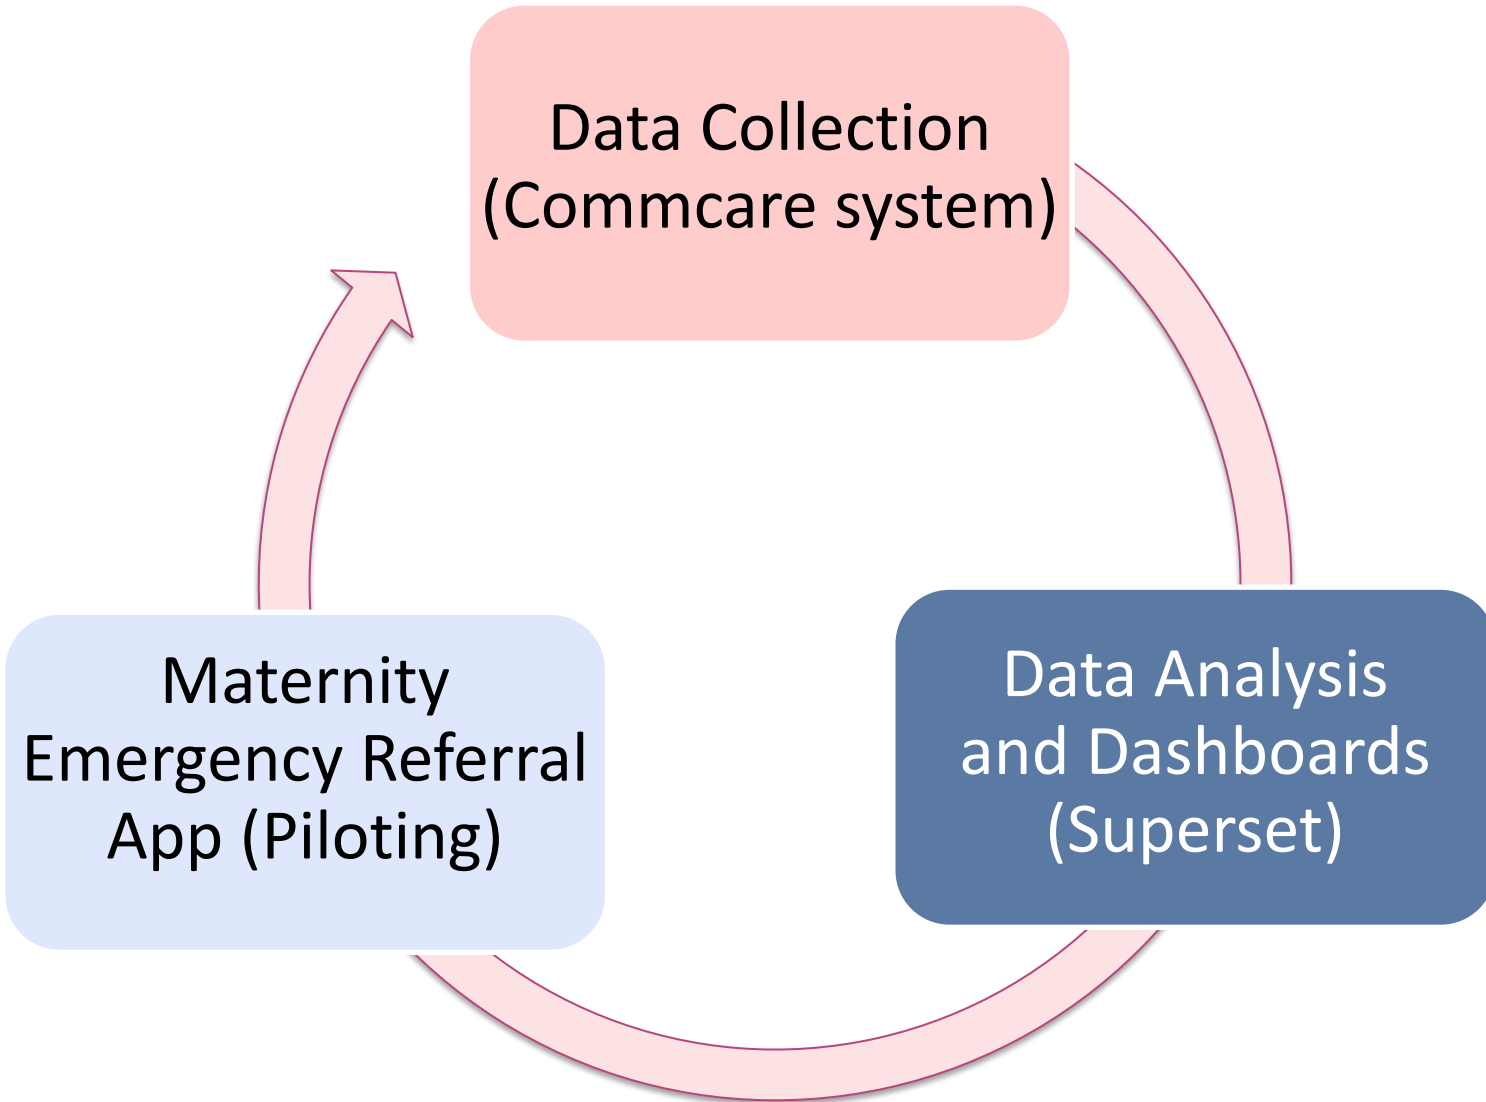 Data Collection
(Commcare system)
Maternity
Emergency Referral
App (Piloting)
Data Analysis
and Dashboards
(Superset)